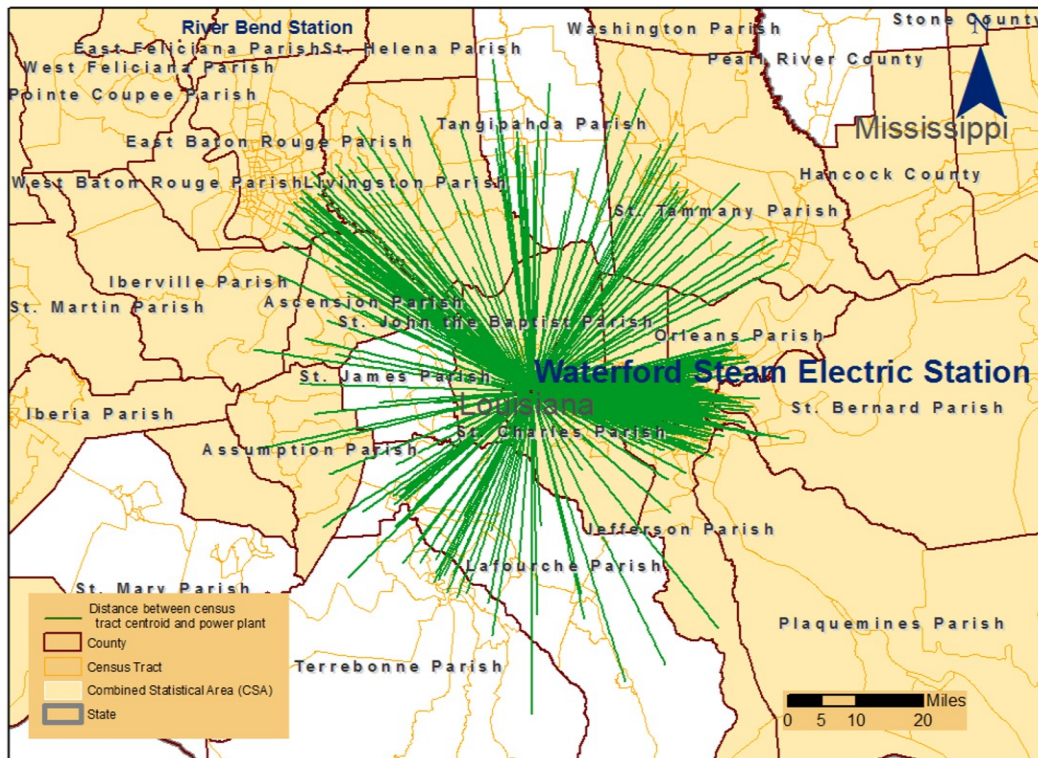 River Bend Station
Washington Parish
Stone County
N
East Feliciana Parish
St. Helena Parish
West Feliciana Parish
Pearl River County
Pointe Coupee Parish
Tangipahoa Parish
Mississippi
East Baton Rouge Parish
West Baton Rouge Parish
Livingston Parish
Hancock County
St. Tammany Parish
Iberville Parish
St. Martin Parish
Ascension Parish
St. John the Baptist Parish
Orleans Parish
Waterford Steam Electric Station
St. James Parish
Louisiana
Iberia Parish
St. Bernard Parish
St. Charles Parish
Assumption Parish
Jefferson Parish
Lafourche Parish
St. Mary Parish
Plaquemines Parish
Terrebonne Parish
Distance between census
tract centroid and power plant
County
Census Tract
Combined Statistical Area (CSA)
State
Miles
0 5 10 20